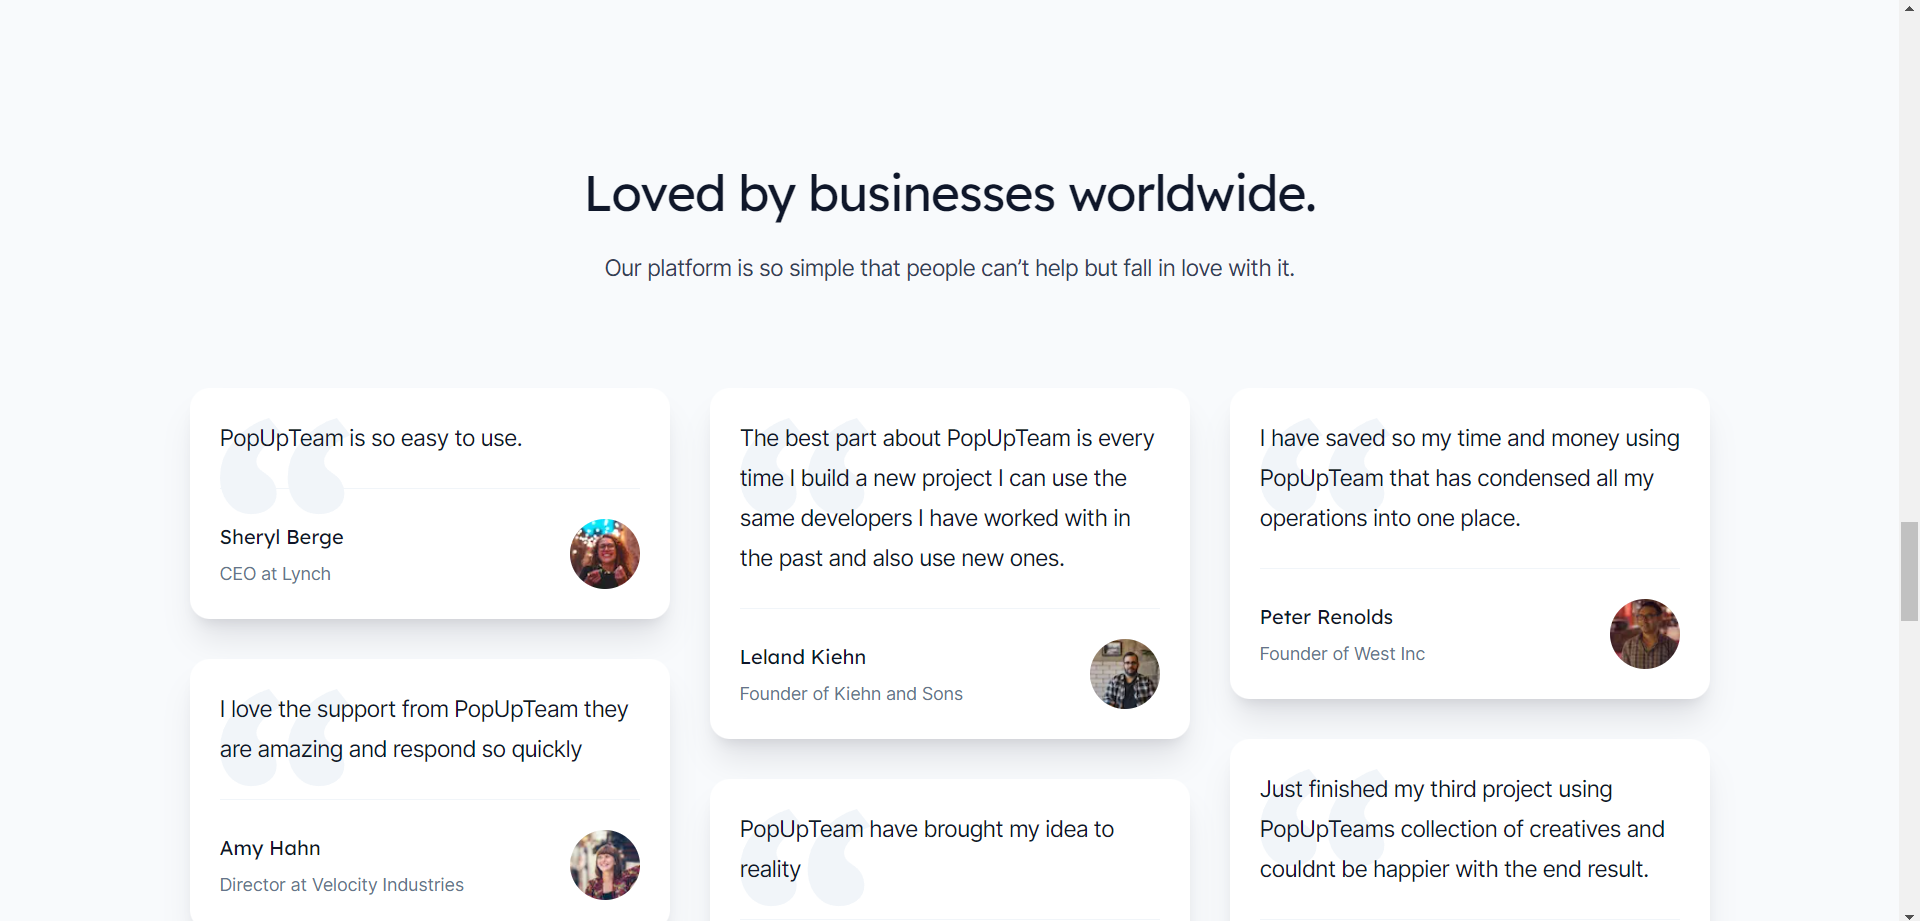 Loved by businesses worldwide.
Our platform is so simple that people can’t help but fall in love with it.
PopUpTeam is so easy to use.
Sheryl Berge
CEO at Lynch
I love the support from PopUpTeam they
are amazing and respond so quickly
Amy Hahn
Director at Velocity Industries
The best part about PopUpTeam is every
time I build a new project I can use the
same developers I have worked with in
the past and also use new ones.
Leland Kiehn
Founder of Kiehn and Sons
PopUpTeam have brought my idea to
reality
I have saved so my time and money using
PopUpTeam that has condensed all my
operations into one place.
Peter Renolds
Founder of West Inc
Just finished my third project using
PopUpTeams collection of creatives and
couldnt be happier with the end result.